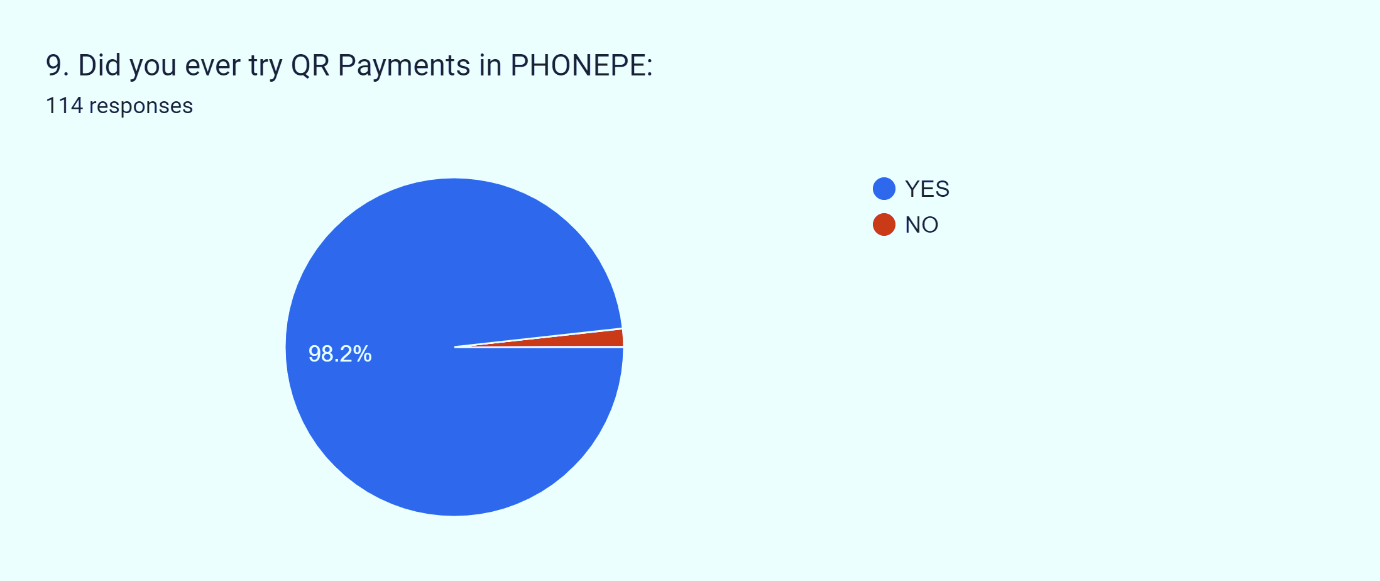 9. Did you ever try QR Payments in PHONEPE:
114 responses
YES
NO
98.2%